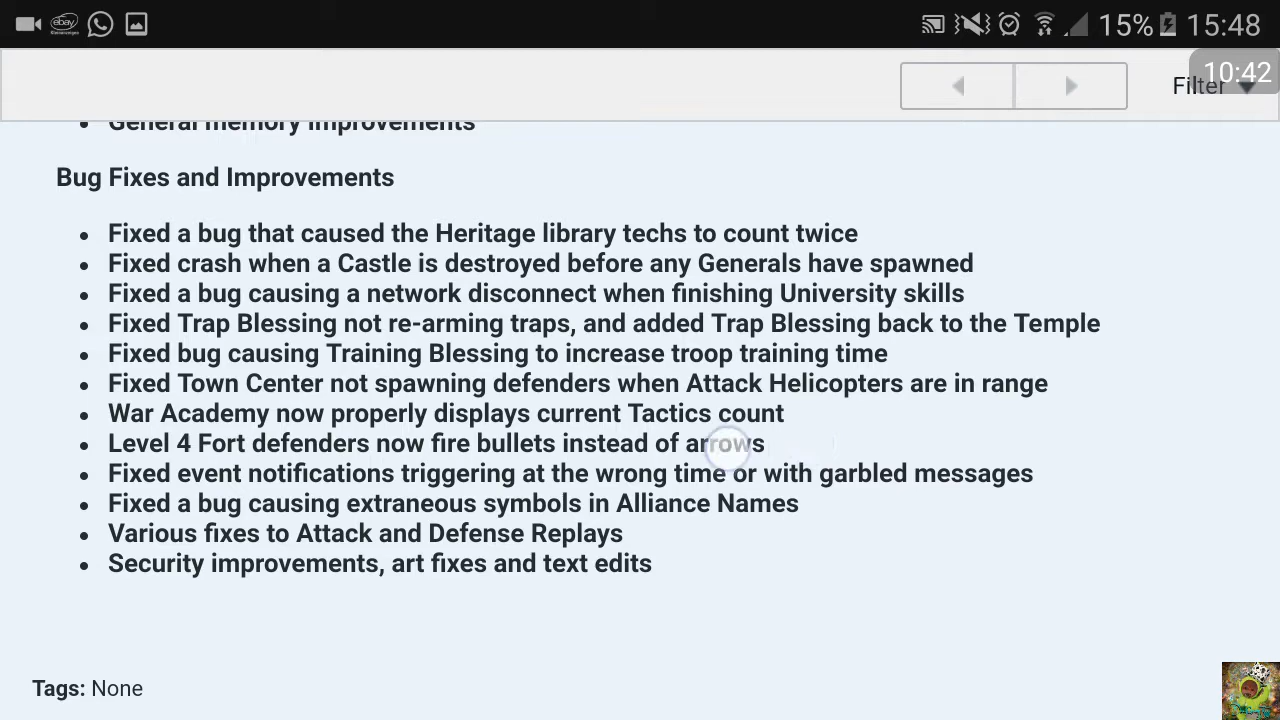 ebay
15% 15:48
10:42
Filter
General memory improvements
Bug Fixes and Improvements
Fixed a bug that caused the Heritage library techs to count twice
Fixed crash when a Castle is destroyed before any Generals have spawned
Fixed a bug causing a network disconnect when finishing University skills
Fixed Trap Blessing not re-arming traps, and added Trap Blessing back to the Temple
Fixed bug causing Training Blessing to increase troop training time
Fixed Town Center not spawning defenders when Attack Helicopters are in range
War Academy now properly displays current Tactics count
Level 4 Fort defenders now fire bullets instead of arrows
Fixed event notifications triggering at the wrong time or with garbled messages
Fixed a bug causing extraneous symbols in Alliance Names
Various fixes to Attack and Defense Replays
Security improvements, art fixes and text edits
Tags: None